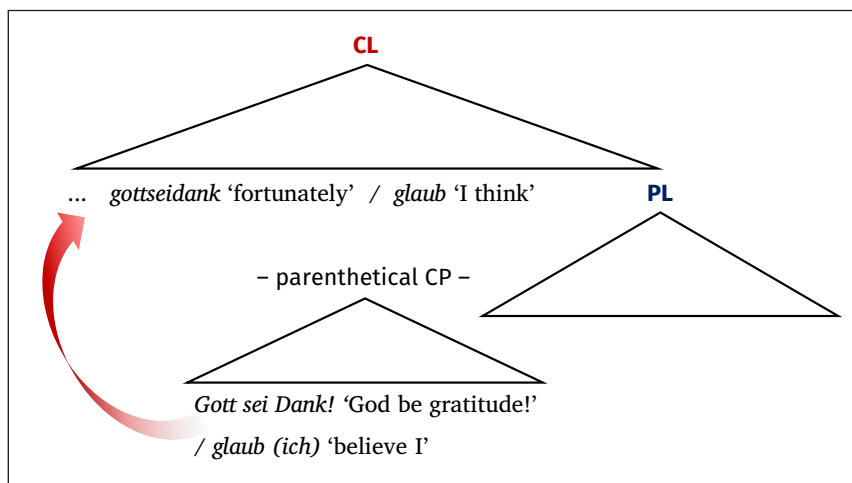 CL
... gottseidank ‘fortunately’ / glaub ‘I think’
PL
– parenthetical CP –
Gott sei Dank! ‘God be gratitude!’
/ glaub (ich) ‘believe I’